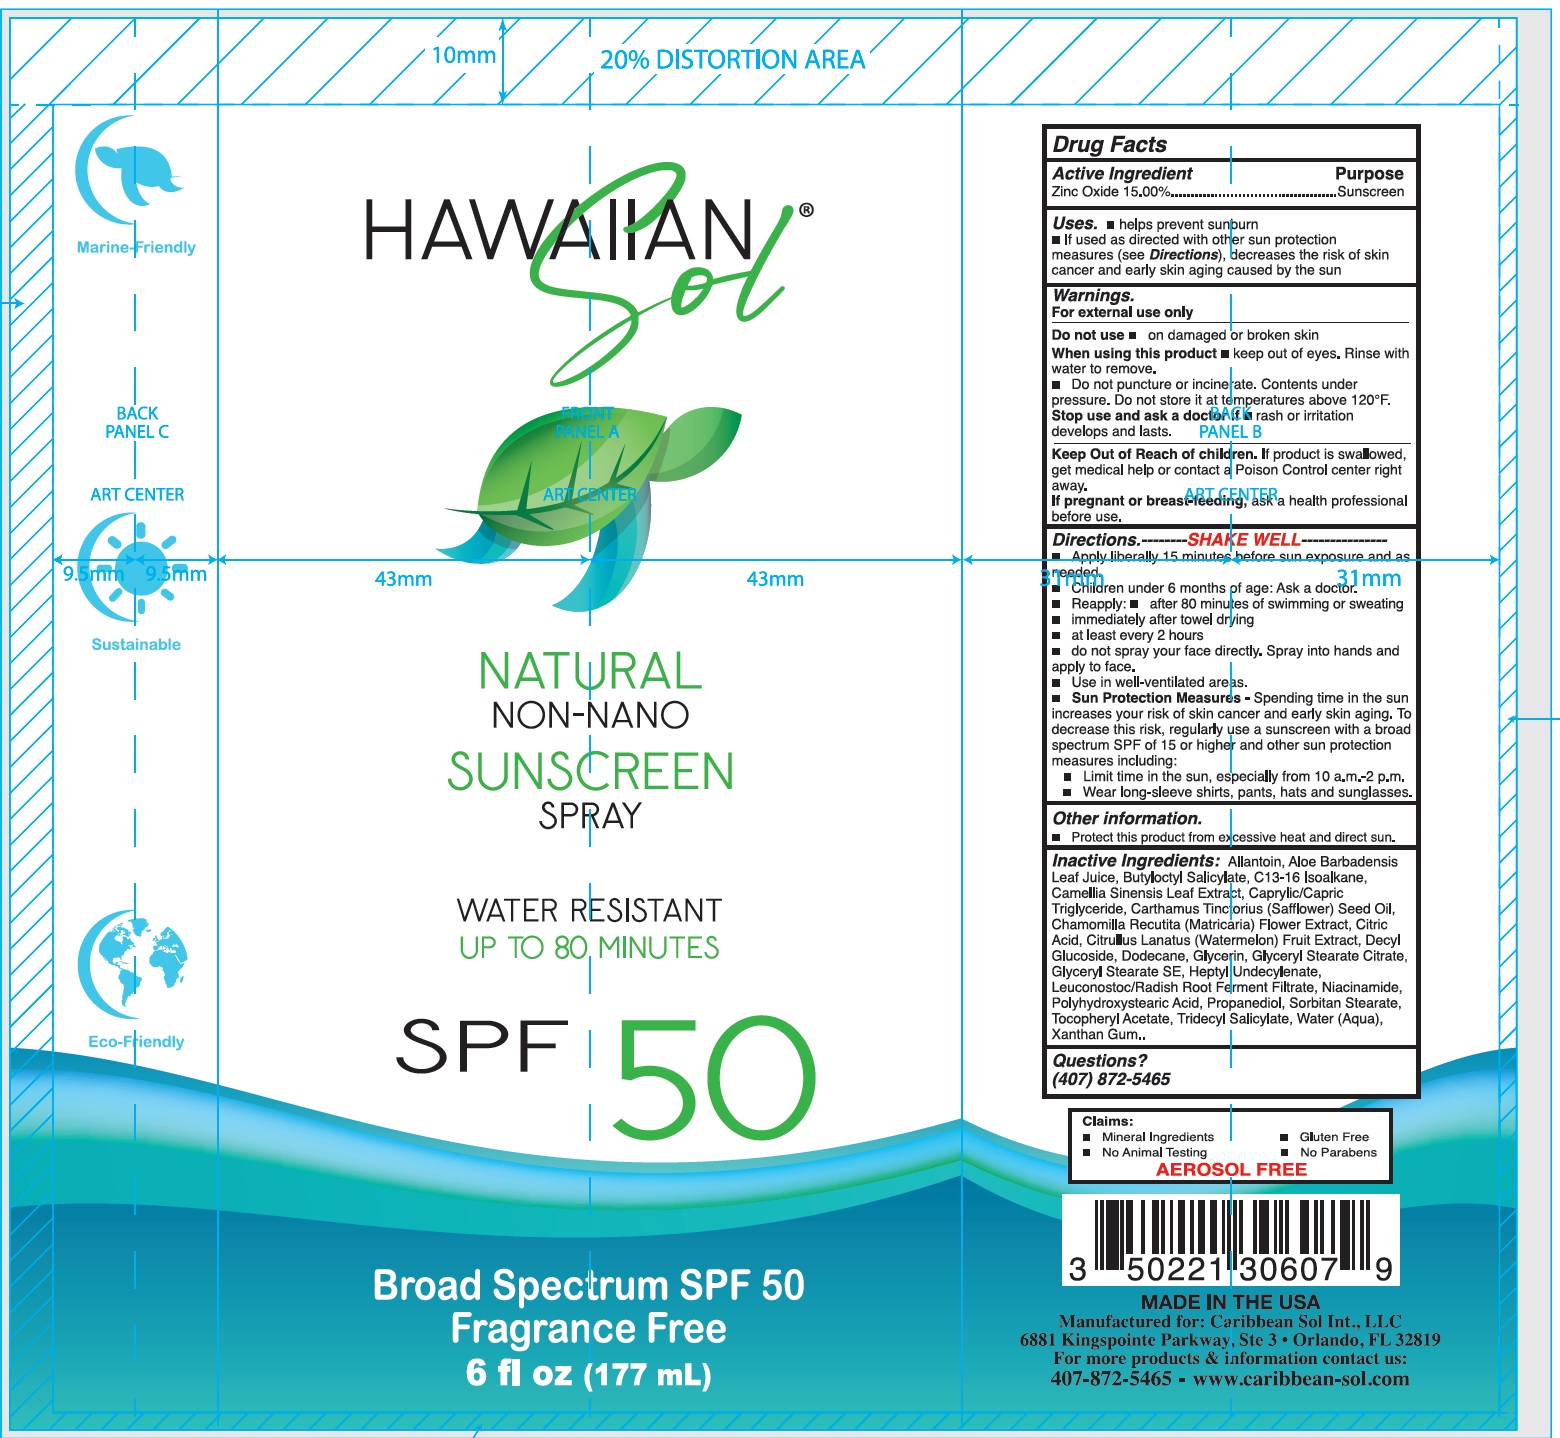 10mm
20% DISTORTION AREA
Marine-Friendly
BACK
PANEL C
ART CENTER
9.5mm 9.5mm
Sustainable
Eco-Friendly
HAWAIIAN
Sol®
FRONT
PANEL A
ART CENTER
43mm 43mm
NATURAL
NON-NANO
SUNSCREEN
SPRAY
WATER RESISTANT
UP TO 80 MINUTES
SPF 50
Broad Spectrum SPF 50
Fragrance Free
6 fl oz (177 mL)
Drug Facts
Active Ingredient Purpose
Zinc Oxide 15.00%..................................................Sunscreen
Uses. ■ helps prevent sunburn
■ If used as directed with other sun protection
measures (see Directions), decreases the risk of skin
cancer and early skin aging caused by the sun
Warnings.
For external use only
Do not use ■ on damaged or broken skin
When using this product ■ keep out of eyes. Rinse with
water to remove.
■ Do not puncture or incinerate. Contents under
pressure. Do not store it at temperatures above 120°F.
Stop use and ask a doctor if ■ rash or irritation
develops and lasts.
BACK
PANEL B
Keep Out of Reach of children. If product is swallowed,
get medical help or contact a Poison Control center right
away.
ART CENTER
If pregnant or breast-feeding, ask a health professional
before use.
Directions.--------SHAKE WELL---------------
■ Apply liberally 15 minutes before sun exposure and as
needed.
31mm 31mm
■ Children under 6 months of age: Ask a doctor.
■ Reapply: ■ after 80 minutes of swimming or sweating
■ immediately after towel drying
■ at least every 2 hours
■ do not spray your face directly. Spray into hands and
apply to face.
■ Use in well-ventilated areas.
■ Sun Protection Measures - Spending time in the sun
increases your risk of skin cancer and early skin aging. To
decrease this risk, regularly use a sunscreen with a broad
spectrum SPF of 15 or higher and other sun protection
measures including:
■ Limit time in the sun, especially from 10 a.m.-2 p.m.
■ Wear long-sleeve shirts, pants, hats and sunglasses.
Other information.
■ Protect this product from excessive heat and direct sun.
Inactive Ingredients: Allantoin, Aloe Barbadensis
Leaf Juice, Butyloctyl Salicylate, C13-16 Isoalkane,
Camellia Sinensis Leaf Extract, Caprylic/Capric
Triglyceride, Carthamus Tinctorius (Safflower) Seed Oil,
Chamomilla Recutita (Matricaria) Flower Extract, Citric
Acid, Citrullus Lanatus (Watermelon) Fruit Extract, Decyl
Glucoside, Dodecane, Glycerin, Glyceryl Stearate Citrate,
Glyceryl Stearate SE, Heptyl Undecylenate,
Leuconostoc/Radish Root Ferment Filtrate, Niacinamide,
Polyhydroxystearic Acid, Propanediol, Sorbitan Stearate,
Tocopheryl Acetate, Tridecyl Salicylate, Water (Aqua),
Xanthan Gum..
Questions?
(407) 872-5465
Claims:
■ Mineral Ingredients ■ Gluten Free
■ No Animal Testing ■ No Parabens
AEROSOL FREE
3 50221 30607 9
MADE IN THE USA
Manufactured for: Caribbean Sol Int., LLC
6881 Kingspointe Parkway, Ste 3 • Orlando, FL 32819
For more products & information contact us:
407-872-5465 - www.caribbean-sol.com